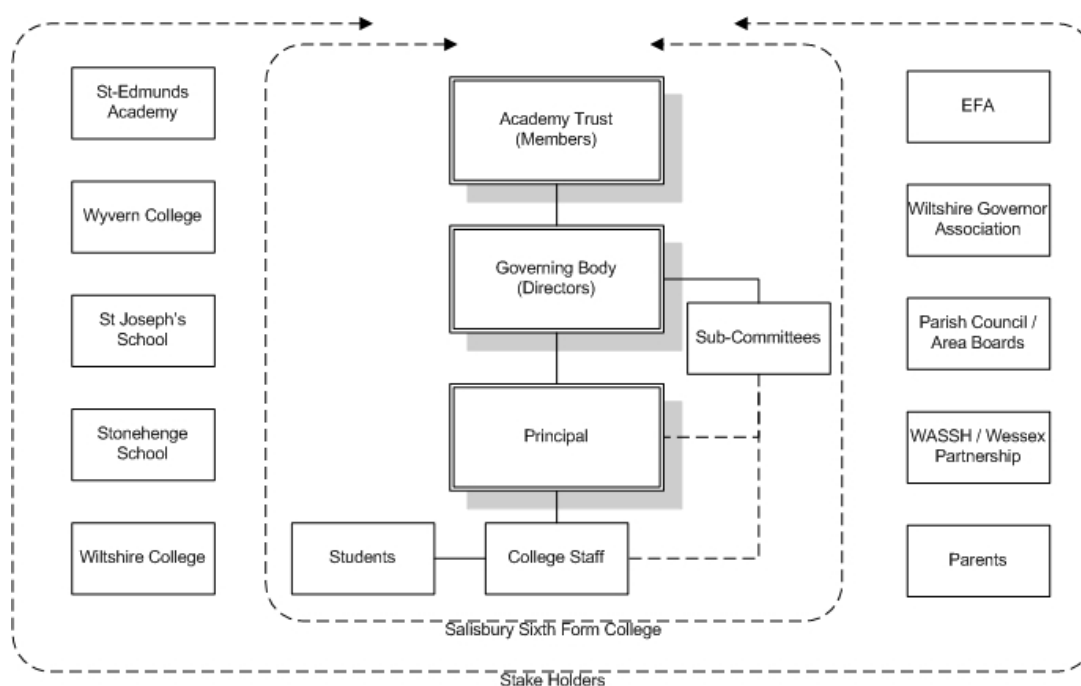 St-Edmunds
Academy
Wyvern College
St Joseph's
School
Stonehenge
School
Wiltshire College
Academy Trust
(Members)
Governing Body
(Directors)
Sub-Committees
Principal
Students
College Staff
Salisbury Sixth Form College
EFA
Wiltshire Governor
Association
Parish Council /
Area Boards
WASSH / Wessex
Partnership
Parents
Stake Holders